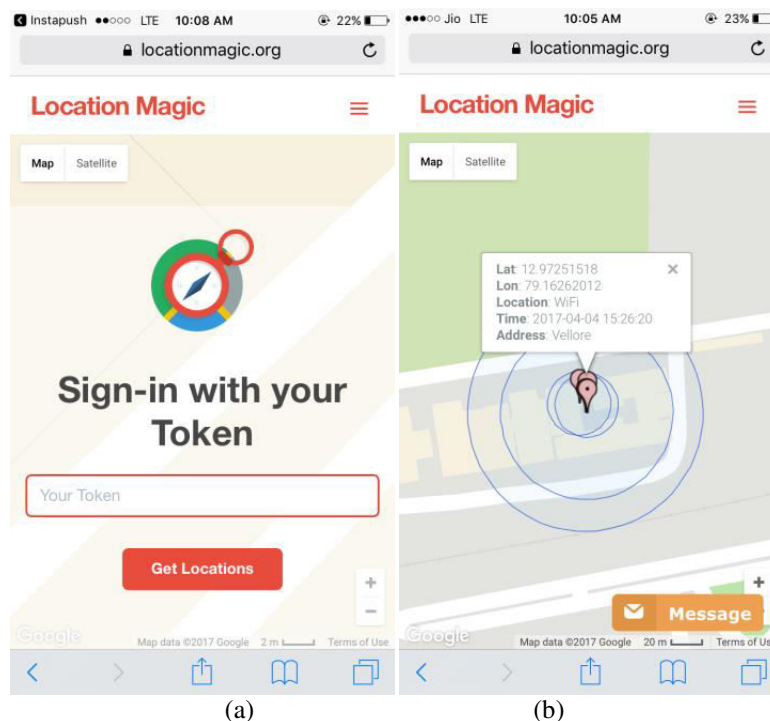 Instapush LTE 10:08 AM 22%
locationmagic.org
Location Magic
Map Satellite
Sign-in with your
Token
Your Token
Get Locations
+
−
Google
Map data ©2017 Google 2 m Terms of Use
(a)
Jio LTE 10:05 AM 23%
locationmagic.org
Location Magic
Map Satellite
Lat: 12.97251518
Lon: 79.16262012
Location: WiFi
Time: 2017-04-04 15:26:20
Address: Vellore
+
Message
Google
Map data ©2017 Google 20 m Terms of Us
(b)